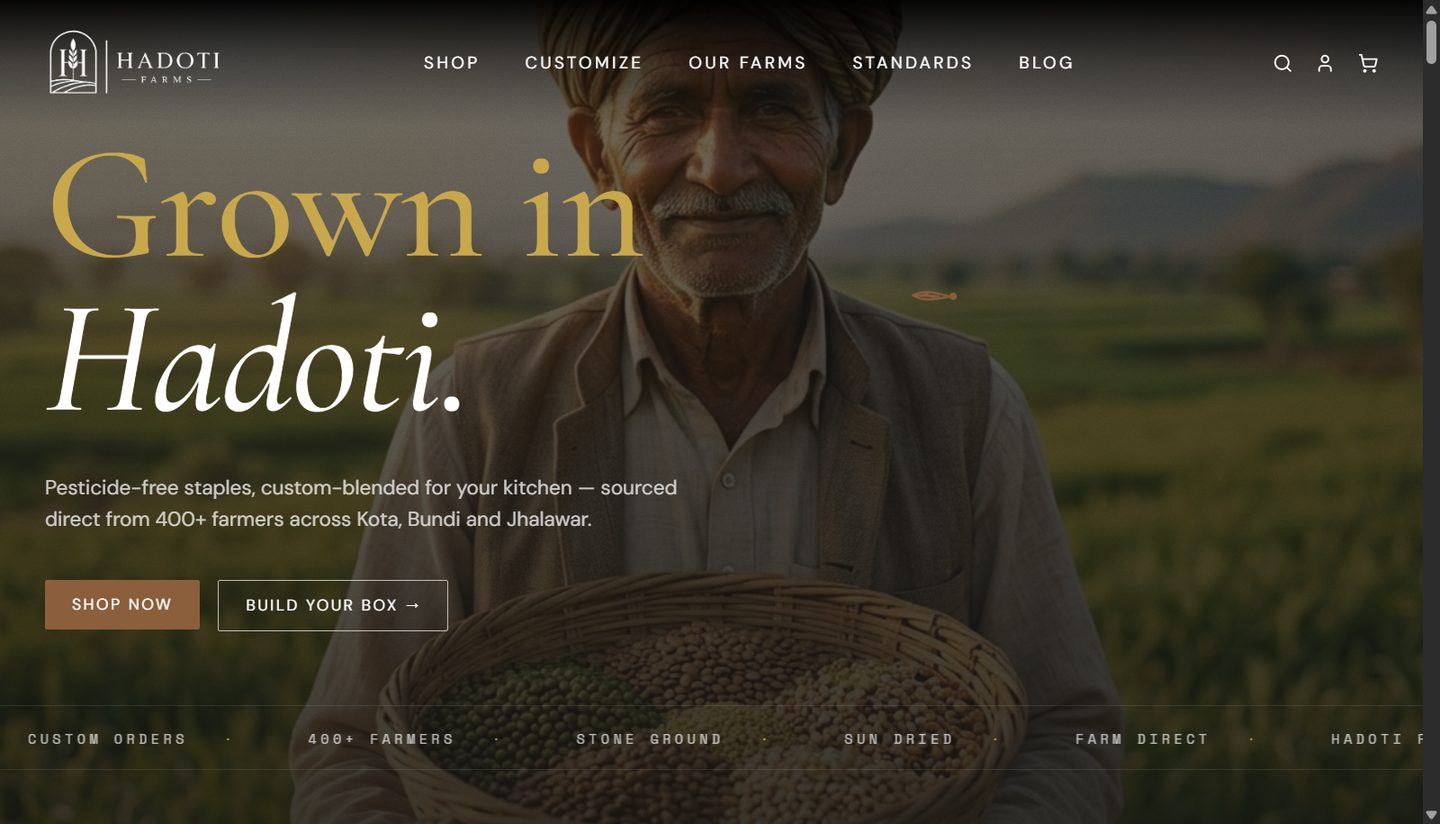 HADOTI
FARMS
SHOP CUSTOMIZE OUR FARMS STANDARDS BLOG
Grown in
Hadoti.
Pesticide-free staples, custom-blended for your kitchen — sourced
direct from 400+ farmers across Kota, Bundi and Jhalawar.
SHOP NOW BUILD YOUR BOX →
CUSTOM ORDERS · 400+ FARMERS · STONE GROUND · SUN DRIED · FARM DIRECT · HADOTI